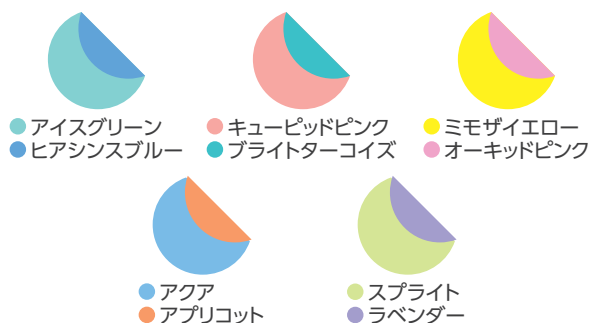 アイスグリーン
ヒアシンスブルー
キューピッドピンク
ブライトターコイズ
ミモザイエロー
オーキッドピンク
アクア
アプリコット
スプライト
ラベンダー